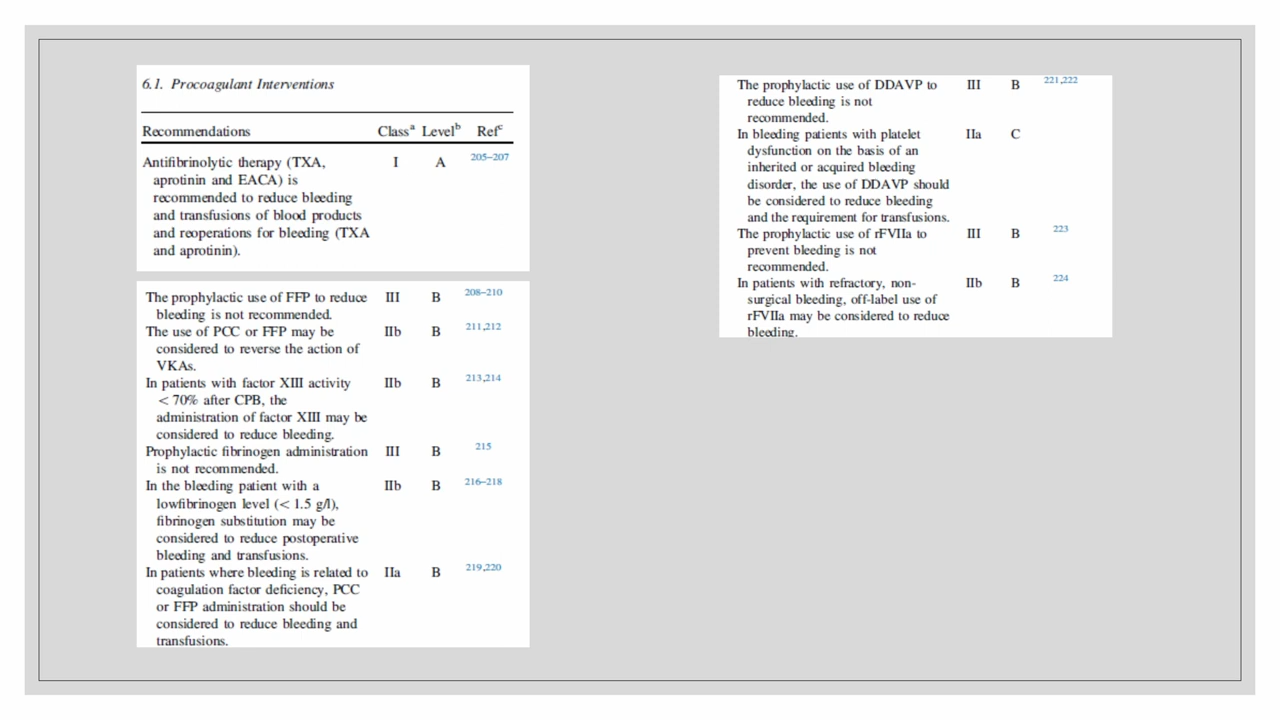 6.1. Procoagulant Interventions
Recommendations Classᵃ Levelᵇ Refᶜ
Antifibrinolytic therapy (TXA, I A 205–207
aprotinin and EACA) is
recommended to reduce bleeding
and transfusions of blood products
and reoperations for bleeding (TXA
and aprotinin).
The prophylactic use of FFP to reduce III B 208–210
bleeding is not recommended.
The use of PCC or FFP may be IIb B 211,212
considered to reverse the action of
VKAs.
In patients with factor XIII activity IIb B 213,214
< 70% after CPB, the
administration of factor XIII may be
considered to reduce bleeding.
Prophylactic fibrinogen administration III B 215
is not recommended.
In the bleeding patient with a IIb B 216–218
lowfibrinogen level (< 1.5 g/l),
fibrinogen substitution may be
considered to reduce postoperative
bleeding and transfusions.
In patients where bleeding is related to IIa B 219,220
coagulation factor deficiency, PCC
or FFP administration should be
considered to reduce bleeding and
transfusions.
The prophylactic use of DDAVP to III B 221,222
reduce bleeding is not
recommended.
In bleeding patients with platelet IIa C
dysfunction on the basis of an
inherited or acquired bleeding
disorder, the use of DDAVP should
be considered to reduce bleeding
and the requirement for transfusions.
The prophylactic use of rFVIIa to III B 223
prevent bleeding is not
recommended.
In patients with refractory, non- IIb B 224
surgical bleeding, off-label use of
rFVIIa may be considered to reduce
bleeding.